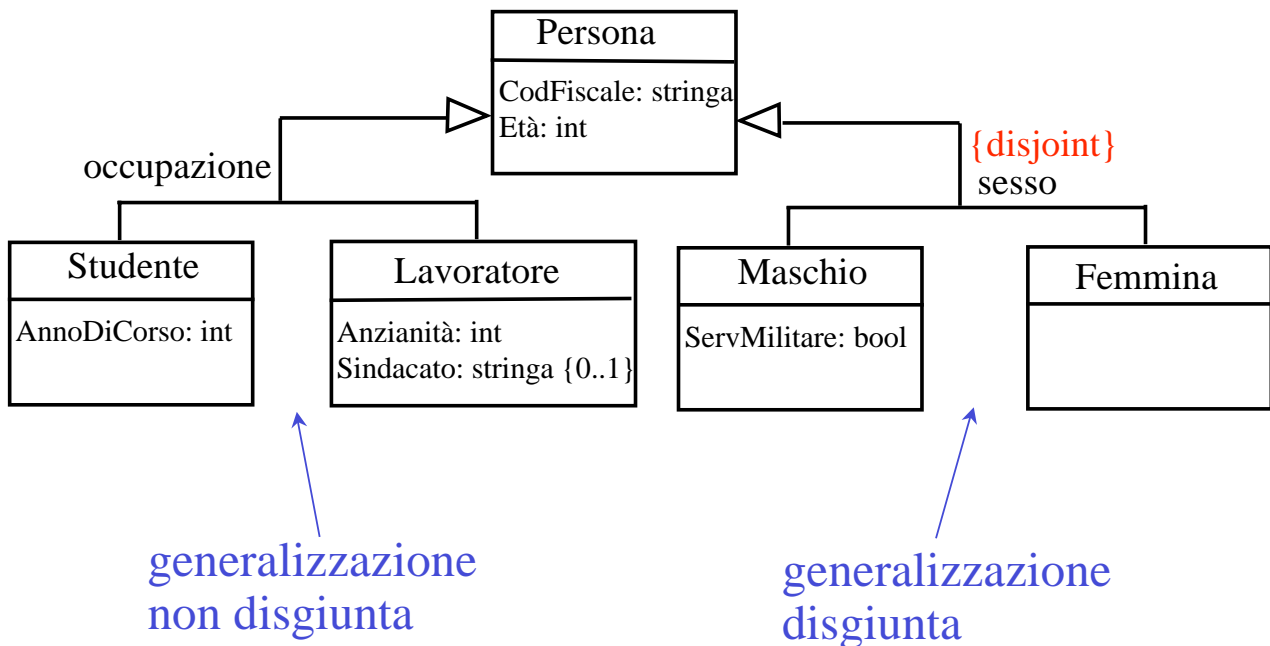 Persona
CodFiscale: stringa
Età: int
occupazione
{disjoint}
sesso
Studente
AnnoDiCorso: int
Lavoratore
Anzianità: int
Sindacato: stringa {0..1}
Maschio
ServMilitare: bool
Femmina
generalizzazione
non disgiunta
generalizzazione
disgiunta